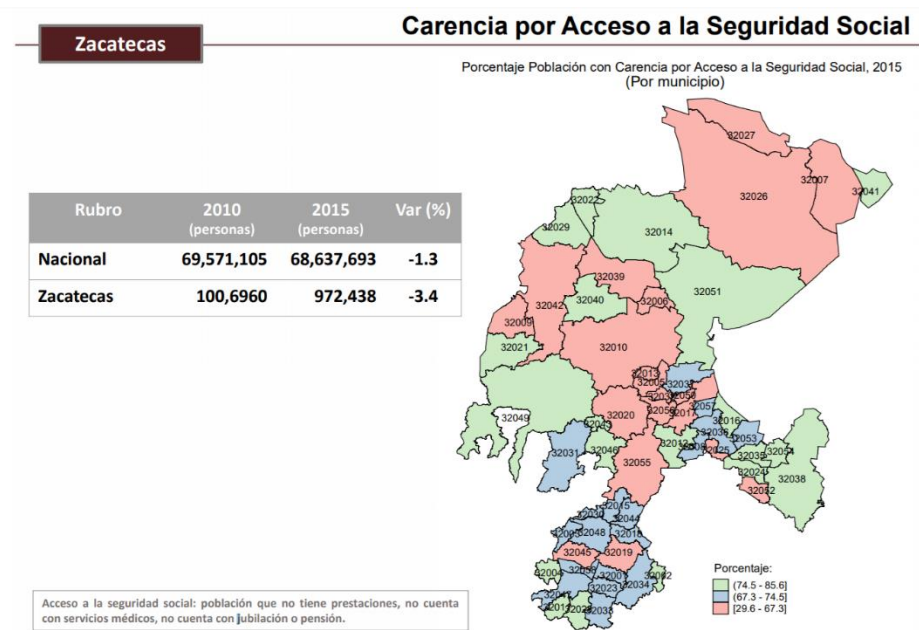 Zacatecas
Carencia por Acceso a la Seguridad Social
Porcentaje Población con Carencia por Acceso a la Seguridad Social, 2015
(Por municipio)
Rubro 2010 (personas) 2015 (personas) Var (%)
Nacional 69,571,105 68,637,693 -1.3
Zacatecas 100,6960 972,438 -3.4
32027
32007
32041
32026
32022
32029
32014
32039
32051
32042
32040
32006
32009
32021
32010
32013
32005
32057
32020
32017
32016
32049
32053
32031
32046
32012
32055
32038
32052
32015
32044
32048
32045
32019
32023
32034
Porcentaje:
(74.5 - 85.6]
(67.3 - 74.5]
[29.6 - 67.3]
Acceso a la seguridad social: población que no tiene prestaciones, no cuenta
con servicios médicos, no cuenta con jubilación o pensión.